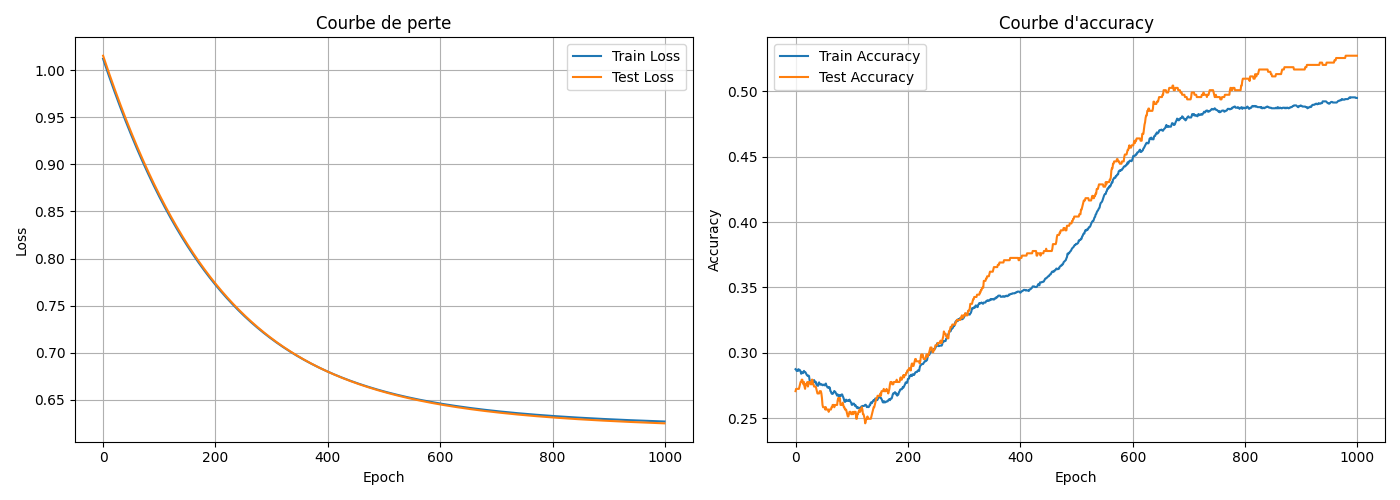 Courbe de perte
Train Loss
Test Loss
1.00
0.95
0.90
0.85
0.80
0.75
0.70
0.65
Loss
0 200 400 600 800 1000
Epoch
Courbe d'accuracy
Train Accuracy
Test Accuracy
0.50
0.45
0.40
0.35
0.30
0.25
Accuracy
0 200 400 600 800 1000
Epoch